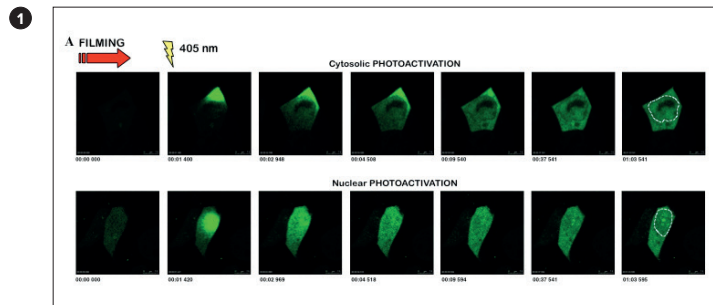 1
A FILMING
405 nm
Cytosolic PHOTOACTIVATION
00:00 000 00:01 400 00:02 948 00:04 508 00:09 540 00:37 541 01:03 541
Nuclear PHOTOACTIVATION
00:00 000 00:01 420 00:02 969 00:04 518 00:09 594 00:37 541 01:03 595